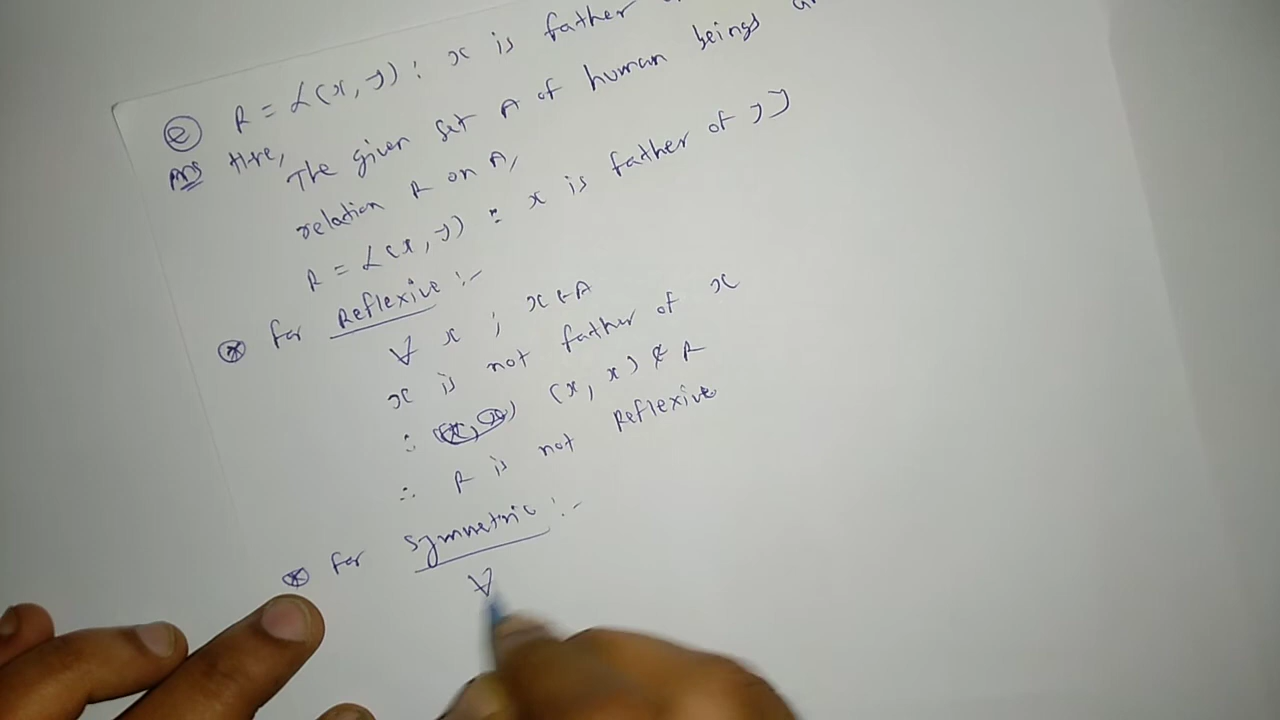 (e) R = {(x, y) : x is father
Ans Here,
The given set A of human beings
relation R on A,
R = {(x, y) : x is father of y}
* for Reflexive :-
∀ x ; x ∈ A
x is not father of x
∴ (x, x) ∉ R
∴ R is not Reflexive
* for Symmetric :-
∀